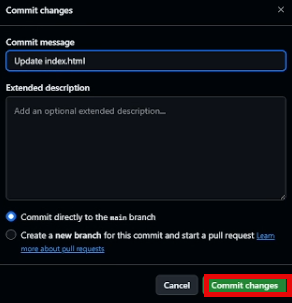 Commit changes
Commit message
Update index.html
Extended description
Add an optional extended description...
Commit directly to the main branch
Create a new branch for this commit and start a pull request Learn
more about pull requests
Cancel
Commit changes